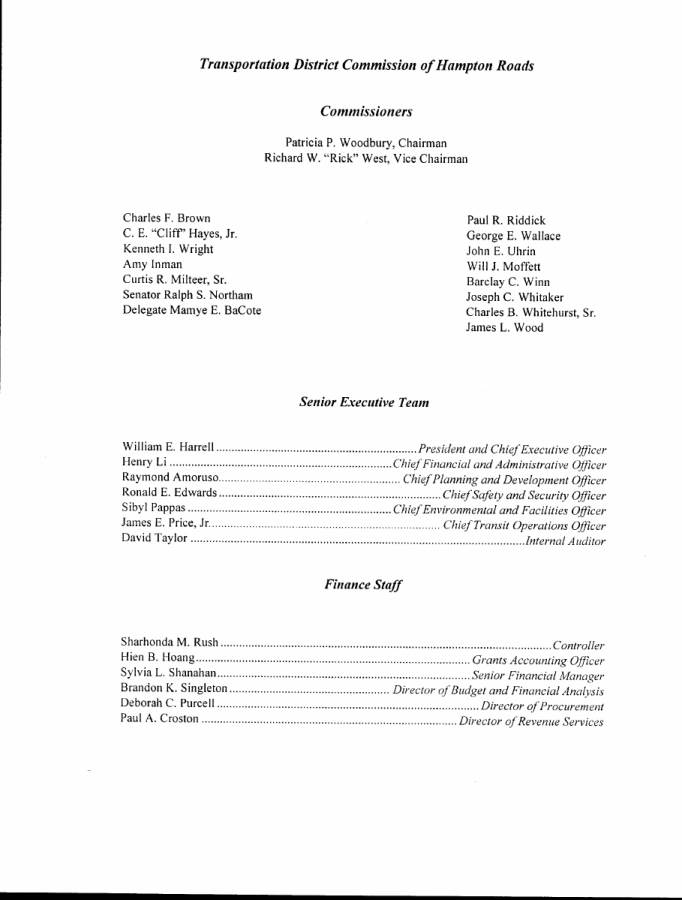 Transportation District Commission of Hampton Roads
Commissioners
Patricia P. Woodbury, Chairman
Richard W. “Rick” West, Vice Chairman
Charles F. Brown
C. E. “Cliff” Hayes, Jr.
Kenneth I. Wright
Amy Inman
Curtis R. Milteer, Sr.
Senator Ralph S. Northam
Delegate Mamye E. BaCote
Paul R. Riddick
George E. Wallace
John E. Uhrin
Will J. Moffett
Barclay C. Winn
Joseph C. Whitaker
Charles B. Whitehurst, Sr.
James L. Wood
Senior Executive Team
William E. Harrell ........ President and Chief Executive Officer
Henry Li ........ Chief Financial and Administrative Officer
Raymond Amoruso ........ Chief Planning and Development Officer
Ronald E. Edwards ........ Chief Safety and Security Officer
Sibyl Pappas ........ Chief Environmental and Facilities Officer
James E. Price, Jr. ........ Chief Transit Operations Officer
David Taylor ........ Internal Auditor
Finance Staff
Sharhonda M. Rush ........ Controller
Hien B. Hoang ........ Grants Accounting Officer
Sylvia L. Shanahan ........ Senior Financial Manager
Brandon K. Singleton ........ Director of Budget and Financial Analysis
Deborah C. Purcell ........ Director of Procurement
Paul A. Croston ........ Director of Revenue Services